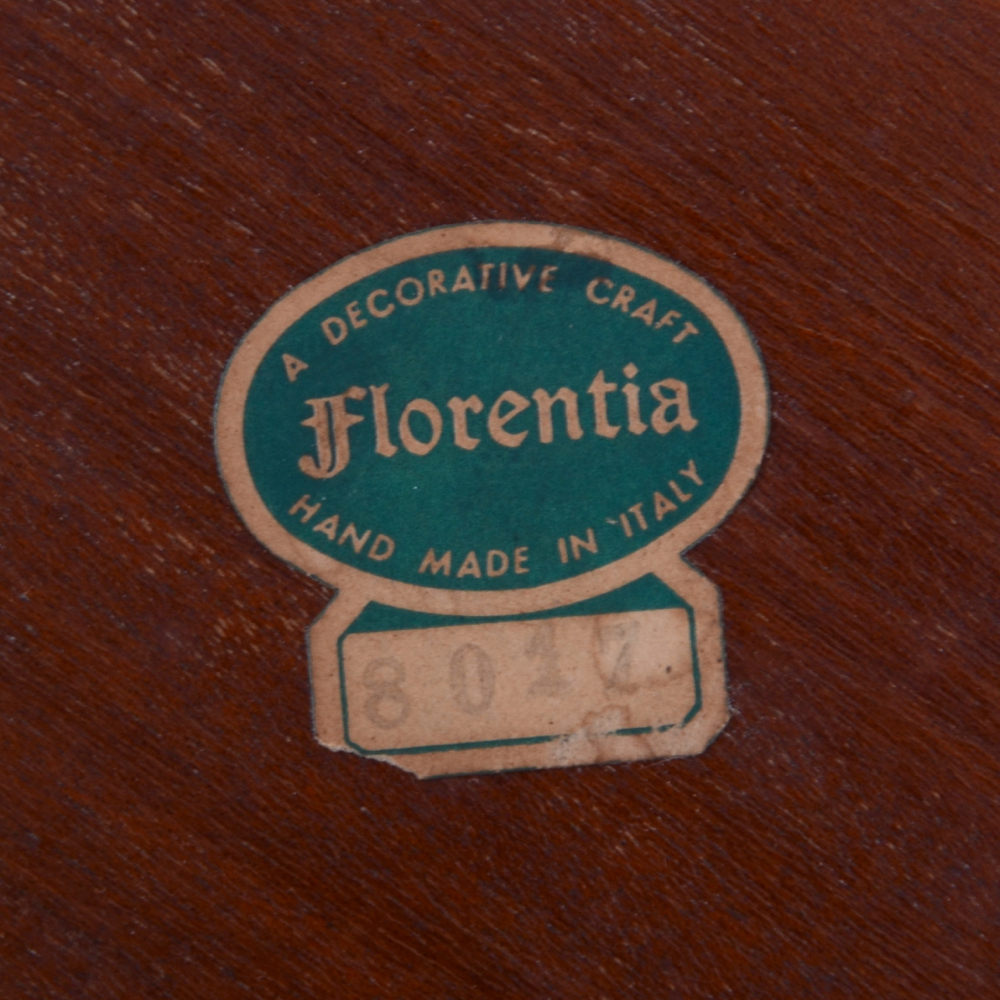 A DECORATIVE CRAFT
Florentia
HAND MADE IN ITALY
8017